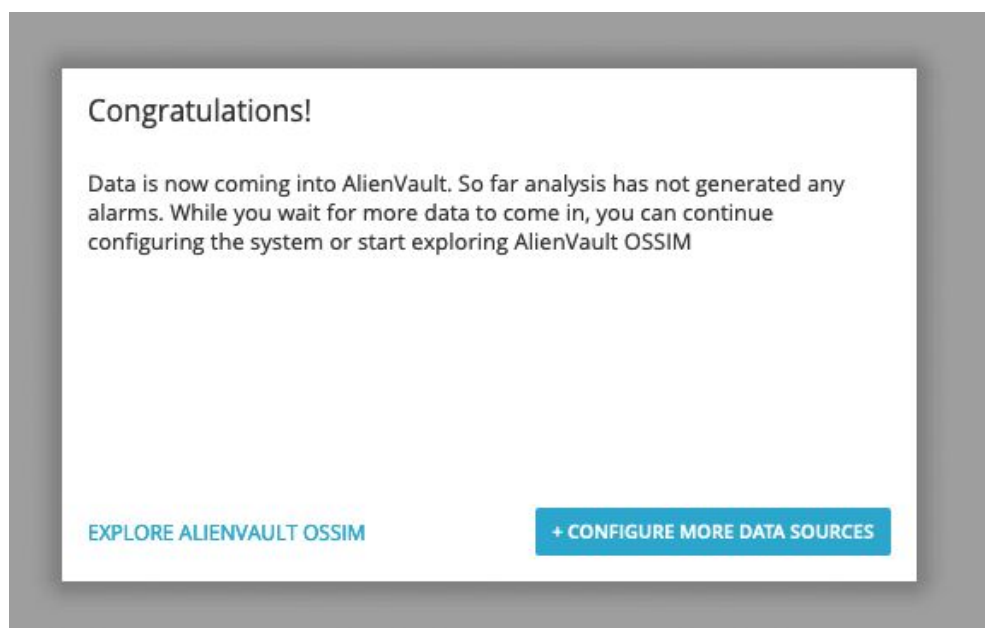 Congratulations!
Data is now coming into AlienVault. So far analysis has not generated any
alarms. While you wait for more data to come in, you can continue
configuring the system or start exploring AlienVault OSSIM
EXPLORE ALIENVAULT OSSIM
+ CONFIGURE MORE DATA SOURCES